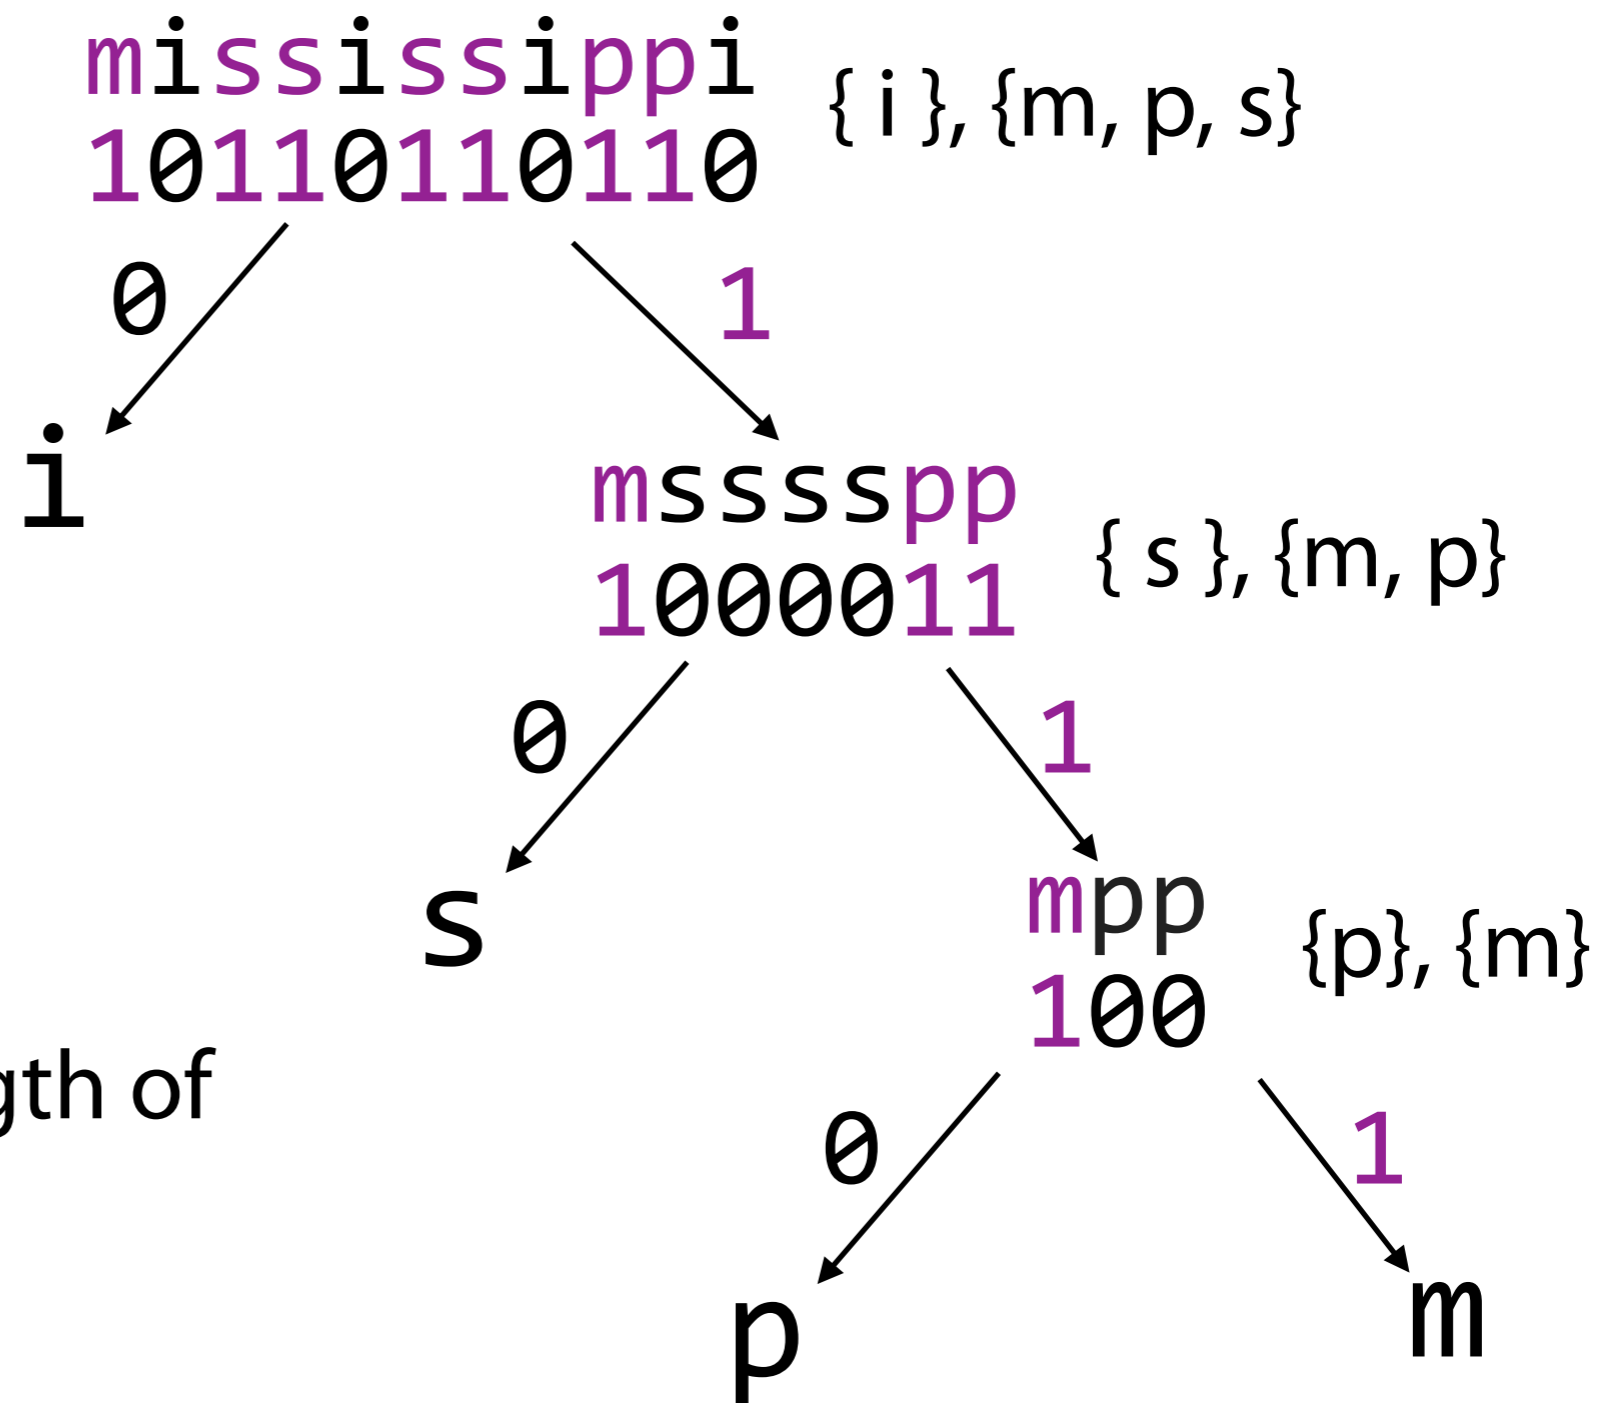 mississippi
{ i }, {m, p, s}
10110110110
0
1
i
msssspp
{ s }, {m, p}
1000011
0
1
s
mpp
{p}, {m}
100
gth of
0
1
p
m